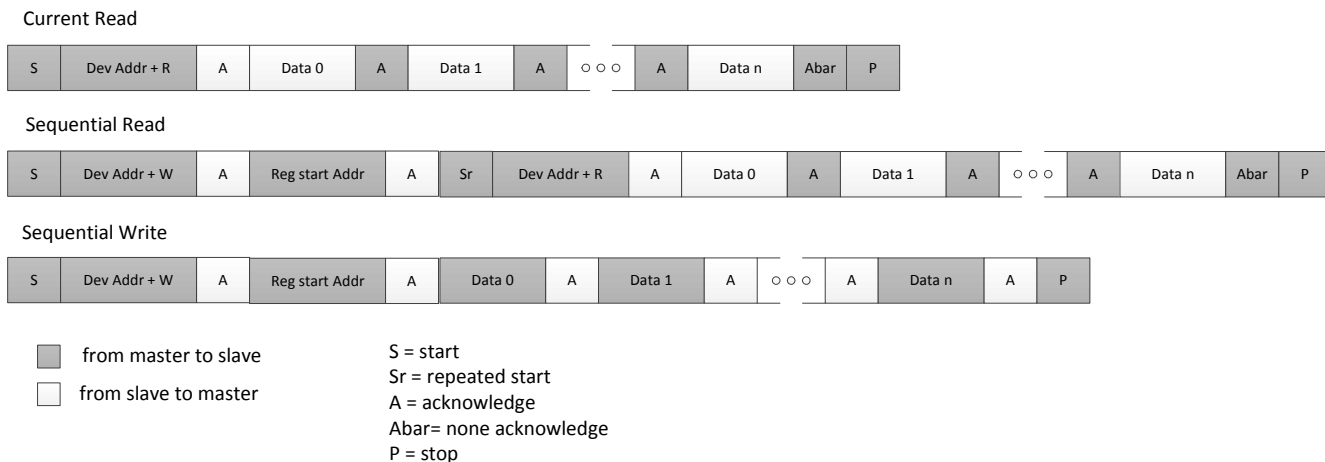 Current Read
S Dev Addr + R A Data 0 A Data 1 A A Data n Abar P
Sequential Read
S Dev Addr + W A Reg start Addr A Sr Dev Addr + R A Data 0 A Data 1 A A Data n Abar P
Sequential Write
S Dev Addr + W A Reg start Addr A Data 0 A Data 1 A A Data n A P
from master to slave
from slave to master
S = start
Sr = repeated start
A = acknowledge
Abar= none acknowledge
P = stop